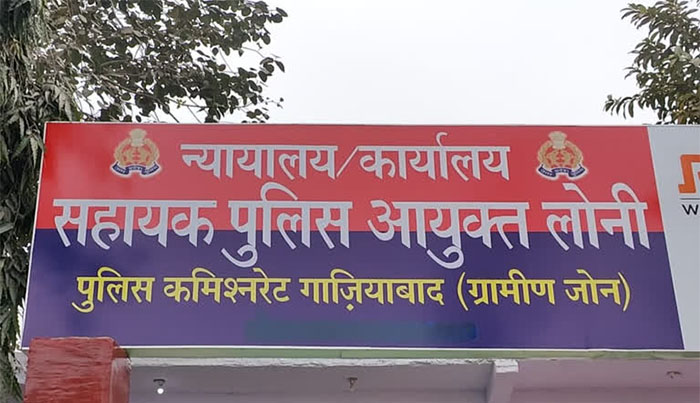 न्यायालय/कार्यालय
सहायक पुलिस आयुक्त लोनी
पुलिस कमिश्नरेट गाज़ियाबाद (ग्रामीण जोन)